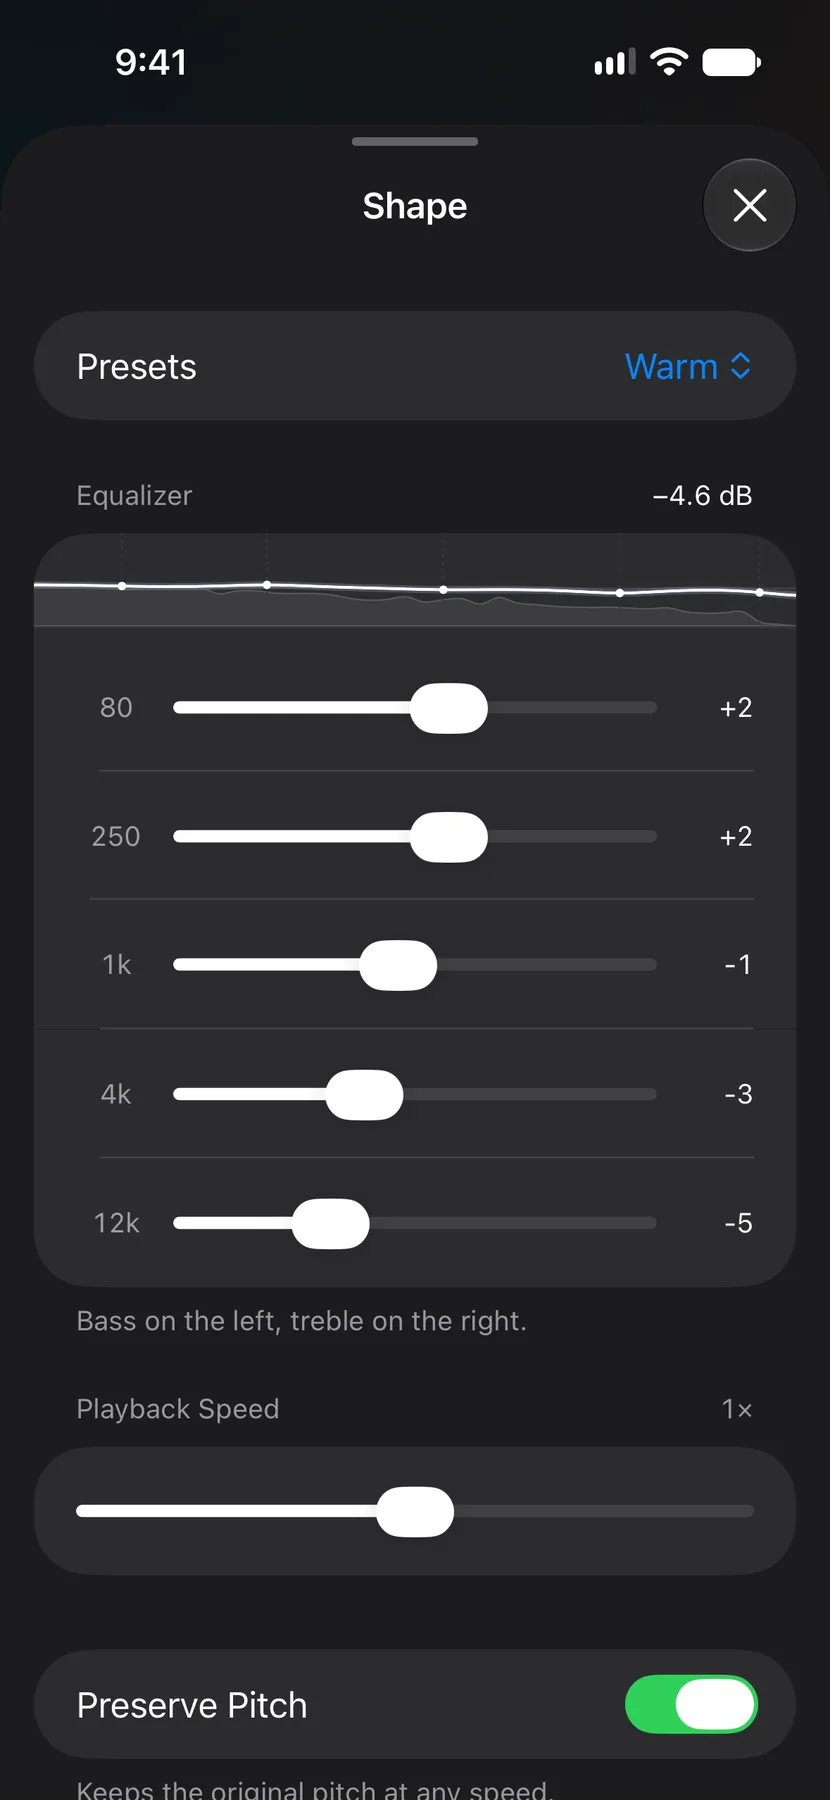 9:41
Shape
Presets Warm
Equalizer –4.6 dB
80 +2
250 +2
1k -1
4k -3
12k -5
Bass on the left, treble on the right.
Playback Speed 1×
Preserve Pitch
Keeps the original pitch at any speed.